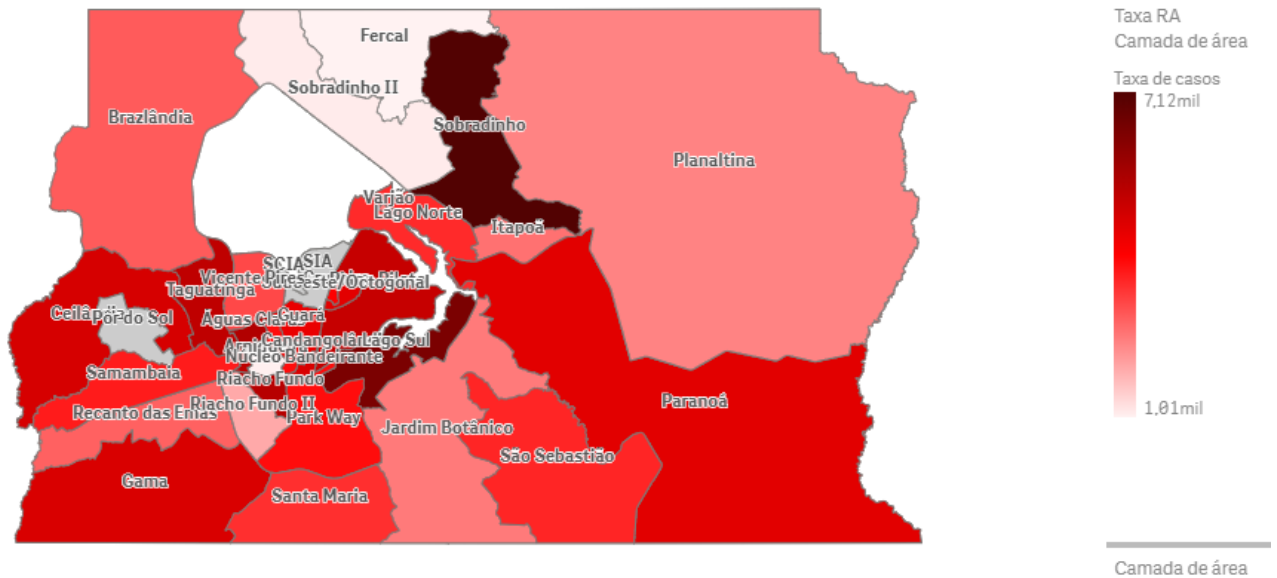 Taxa RA
Camada de área
Taxa de casos
7,12mil
1,01mil
Camada de área
Fercal
Sobradinho II
Brazlândia
Sobradinho
Planaltina
Varjão
Lago Norte
Itapoã
SCIA
SIA
Vicente Pires
Taguatinga
/Octogonal
Pôr do Sol
Guará
Águas Claras
Candangolândia
Lago Sul
Núcleo Bandeirante
Samambaia
Riacho Fundo
Recanto das Emas
Riacho Fundo II
Park Way
Paranoá
Jardim Botânico
São Sebastião
Gama
Santa Maria